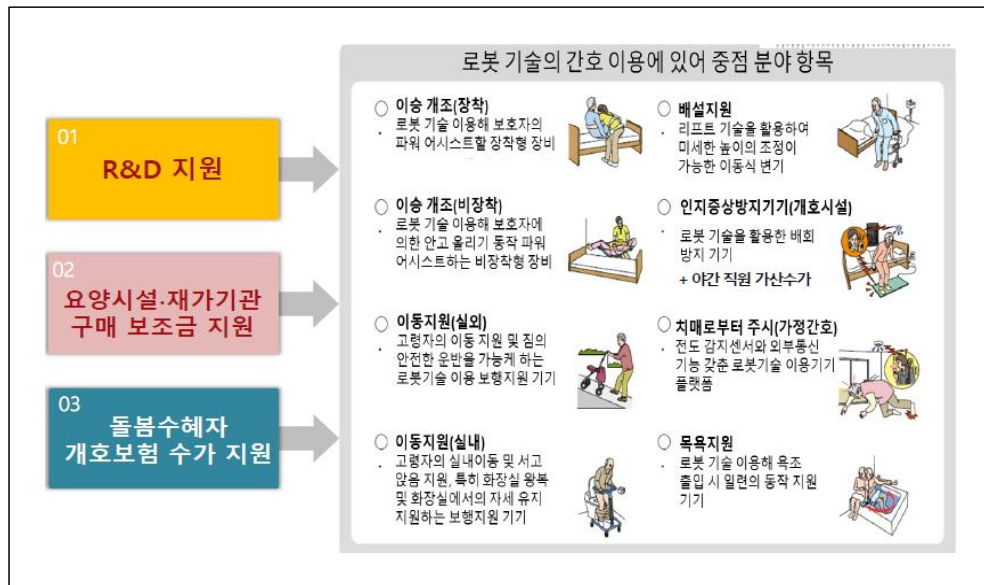 01
R&D 지원
02
요양시설·재가기관
구매 보조금 지원
03
돌봄수혜자
개호보험 수가 지원
로봇 기술의 간호 이용에 있어 중점 분야 항목
이승 개조(장착)
로봇 기술 이용해 보호자의
파워 어시스트할 장착형 장비
이승 개조(비장착)
로봇 기술 이용해 보호자에
의한 안고 올리기 동작 파워
어시스트하는 비장착형 장비
이동지원(실외)
고령자의 이동 지원 및 짐의
안전한 운반을 가능케 하는
로봇기술 이용 보행지원 기기
이동지원(실내)
고령자의 실내이동 및 서고
앉음 지원, 특히 화장실 왕복
및 화장실에서의 자세 유지
지원하는 보행지원 기기
배설지원
리프트 기술을 활용하여
미세한 높이의 조정이
가능한 이동식 변기
인지증상방지기기(개호시설)
로봇 기술을 활용한 배회
방지 기기
+ 야간 직원 가산수가
치매로부터 주시(가정간호)
전도 감지센서와 외부통신
기능 갖춘 로봇기술 이용기기
플랫폼
목욕지원
로봇 기술 이용해 욕조
출입 시 일련의 동작 지원
기기